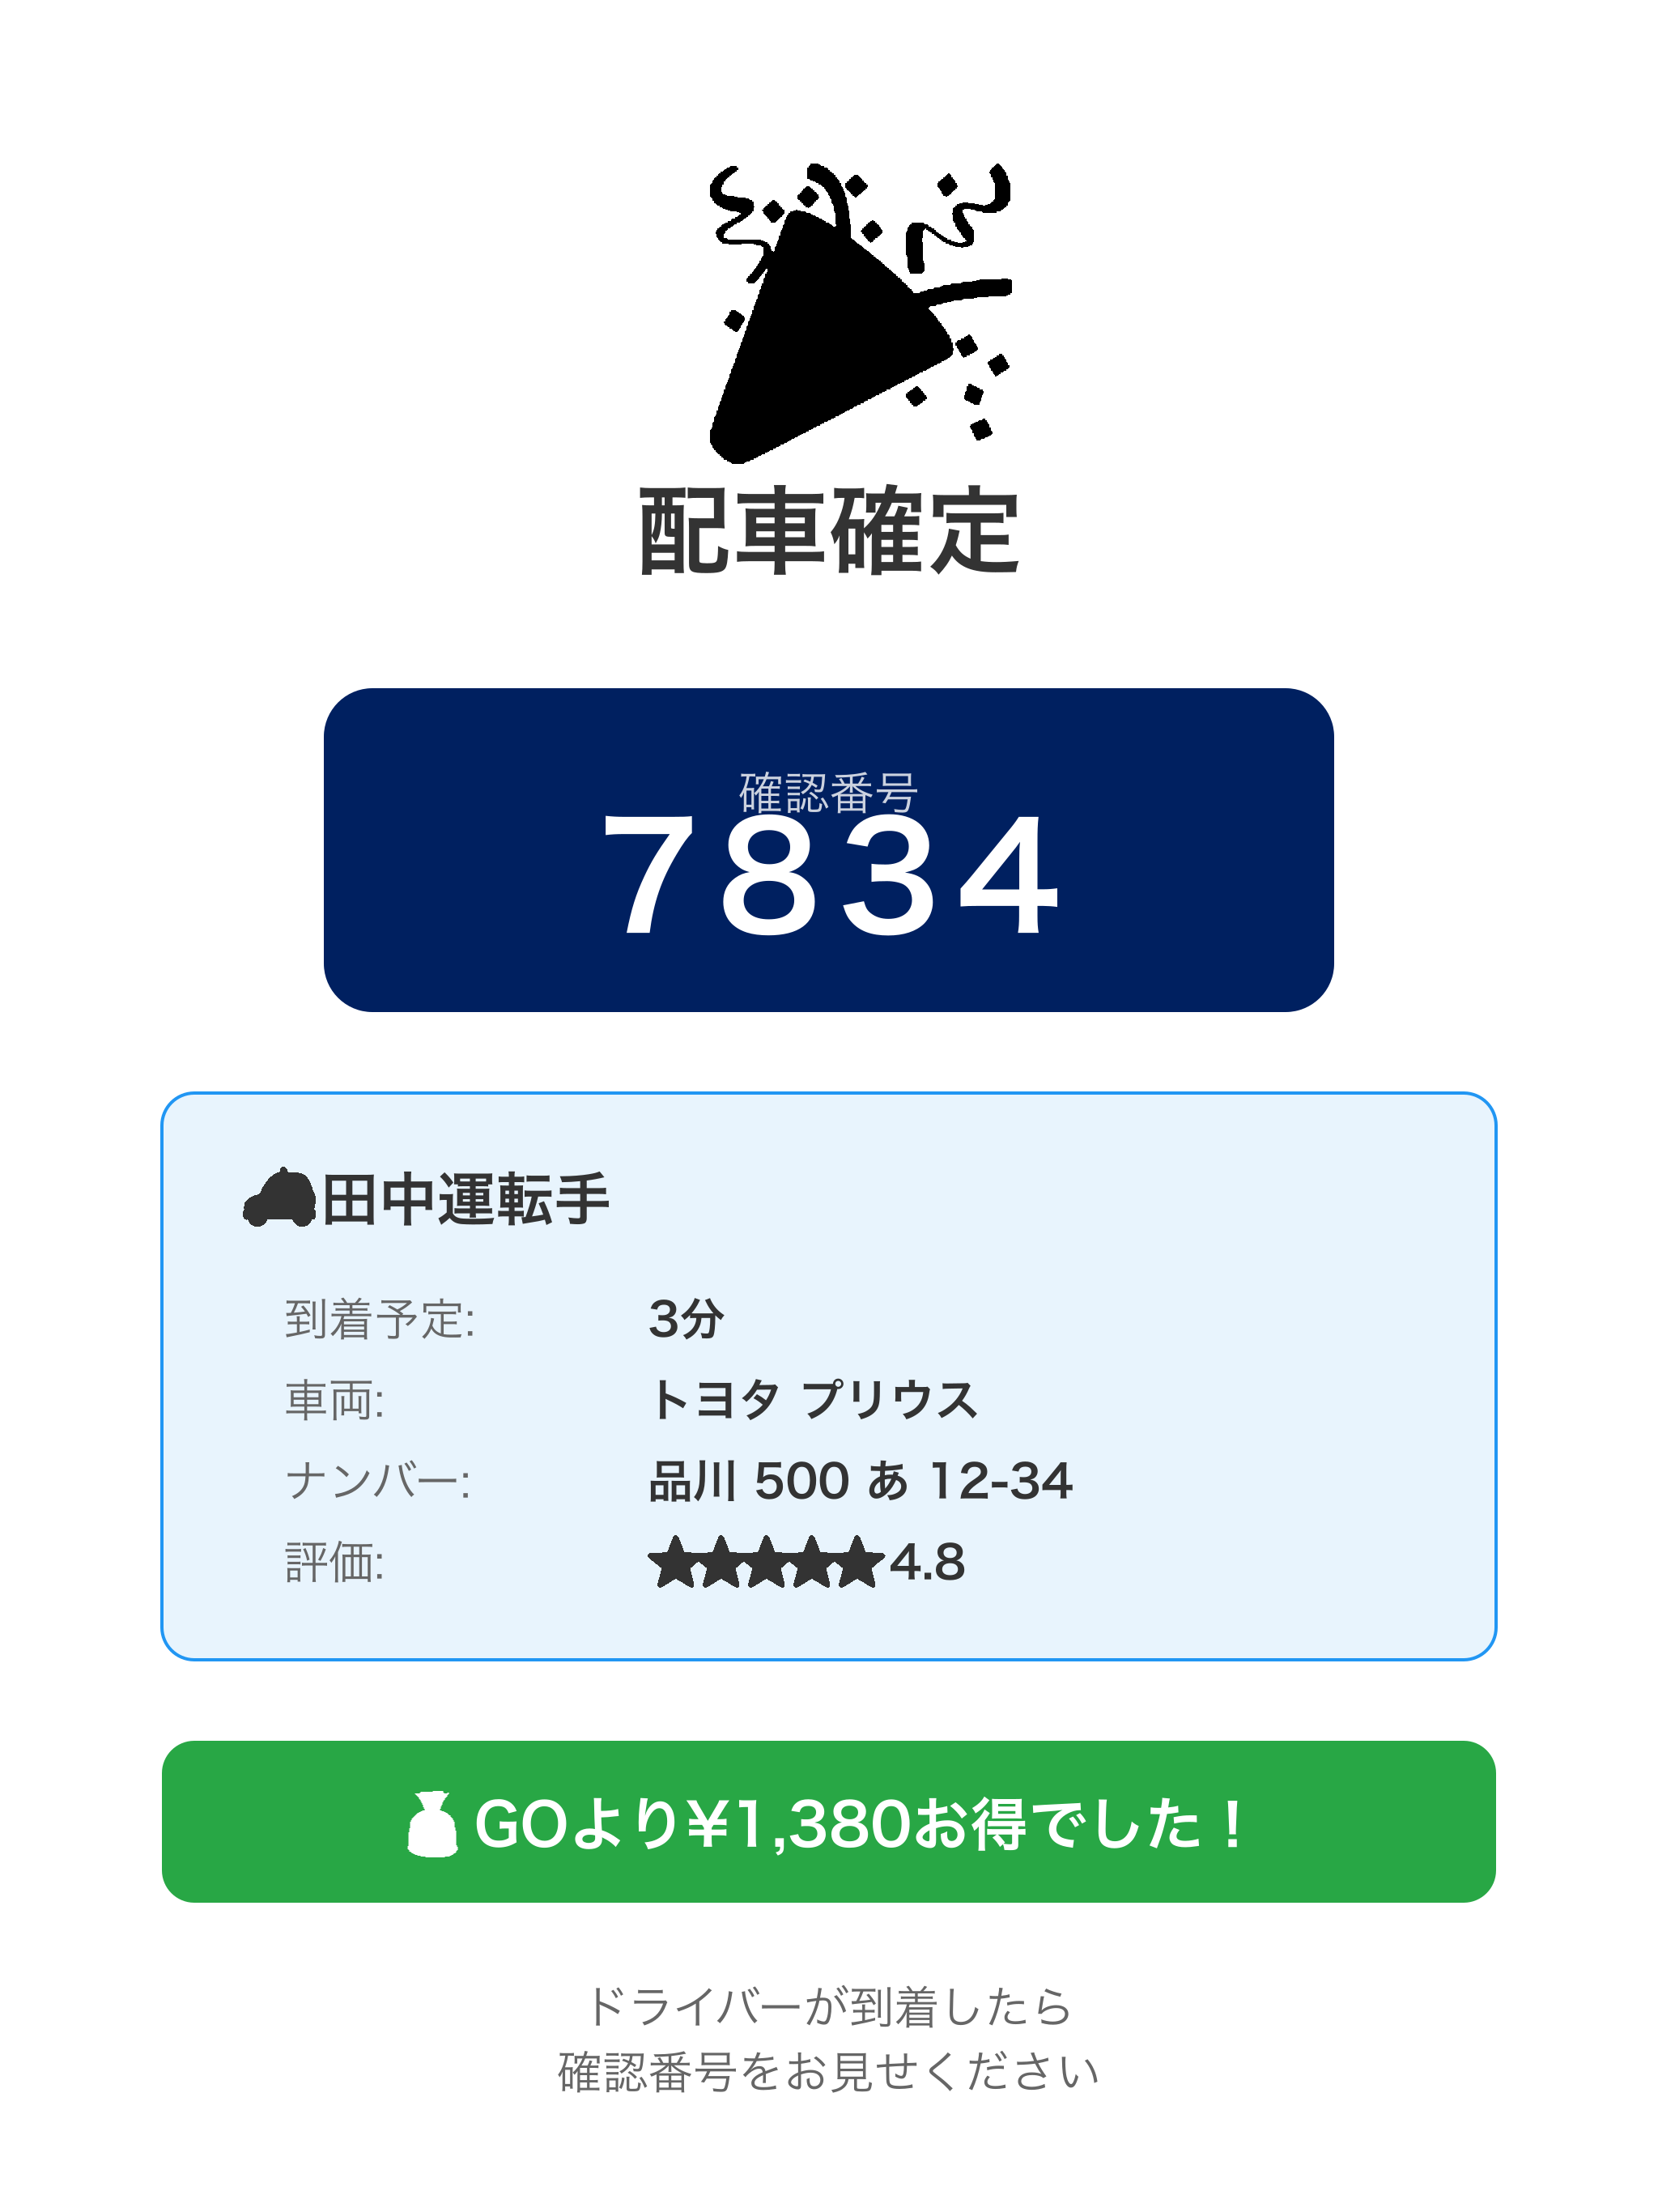 配車確定
確認番号
7834
田中運転手
到着予定: 3分
車両: トヨタ プリウス
ナンバー: 品川 500 あ 12-34
評価: ★★★★★4.8
GOより¥1,380お得でした！
ドライバーが到着したら
確認番号をお見せください